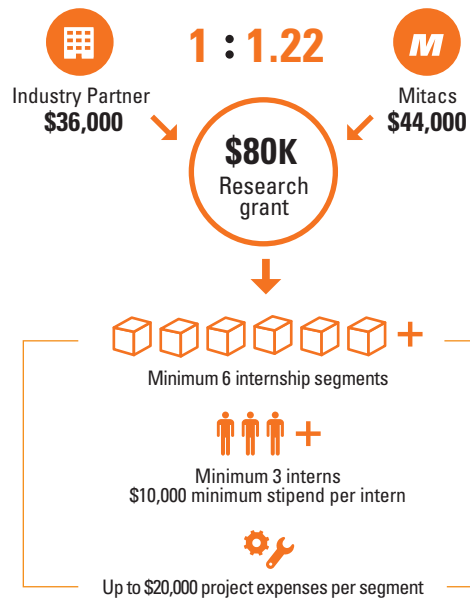 1 : 1.22
M
Industry Partner
$36,000
Mitacs
$44,000
$80K
Research
grant
+
Minimum 6 internship segments
+
Minimum 3 interns
$10,000 minimum stipend per intern
Up to $20,000 project expenses per segment